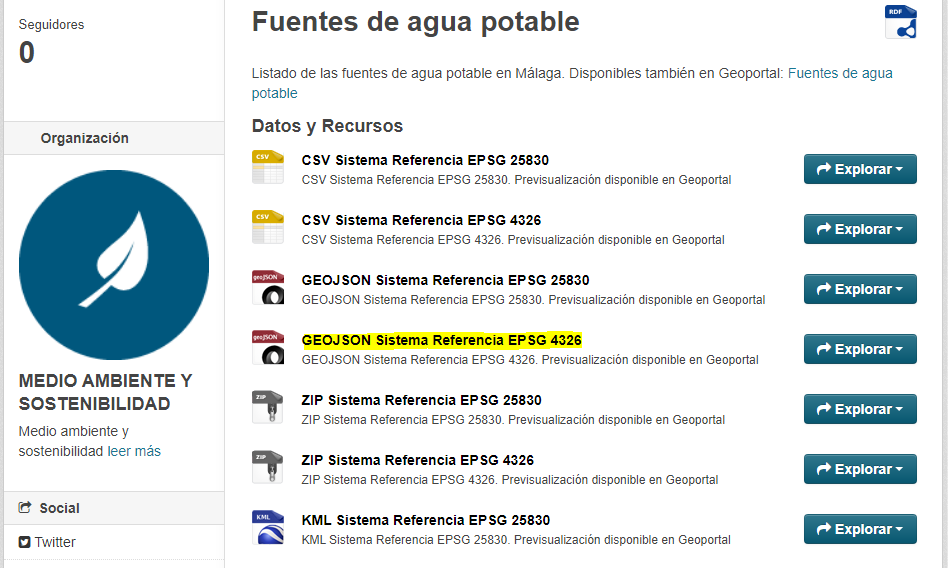 Seguidores
0
Organización
MEDIO AMBIENTE Y
SOSTENIBILIDAD
Medio ambiente y
sostenibilidad leer más
Social
Twitter
Fuentes de agua potable
RDF
Listado de las fuentes de agua potable en Málaga. Disponibles también en Geoportal: Fuentes de agua
potable
Datos y Recursos
CSV
CSV Sistema Referencia EPSG 25830
CSV Sistema Referencia EPSG 25830. Previsualización disponible en Geoportal
Explorar
CSV
CSV Sistema Referencia EPSG 4326
CSV Sistema Referencia EPSG 4326. Previsualización disponible en Geoportal
Explorar
geoJSON
GEOJSON Sistema Referencia EPSG 25830
GEOJSON Sistema Referencia EPSG 25830. Previsualización disponible en Geoportal
Explorar
geoJSON
GEOJSON Sistema Referencia EPSG 4326
GEOJSON Sistema Referencia EPSG 4326. Previsualización disponible en Geoportal
Explorar
ZIP
ZIP Sistema Referencia EPSG 25830
ZIP Sistema Referencia EPSG 25830. Previsualización disponible en Geoportal
Explorar
ZIP
ZIP Sistema Referencia EPSG 4326
ZIP Sistema Referencia EPSG 4326. Previsualización disponible en Geoportal
Explorar
KML
KML Sistema Referencia EPSG 25830
KML Sistema Referencia EPSG 25830. Previsualización disponible en Geoportal
Explorar